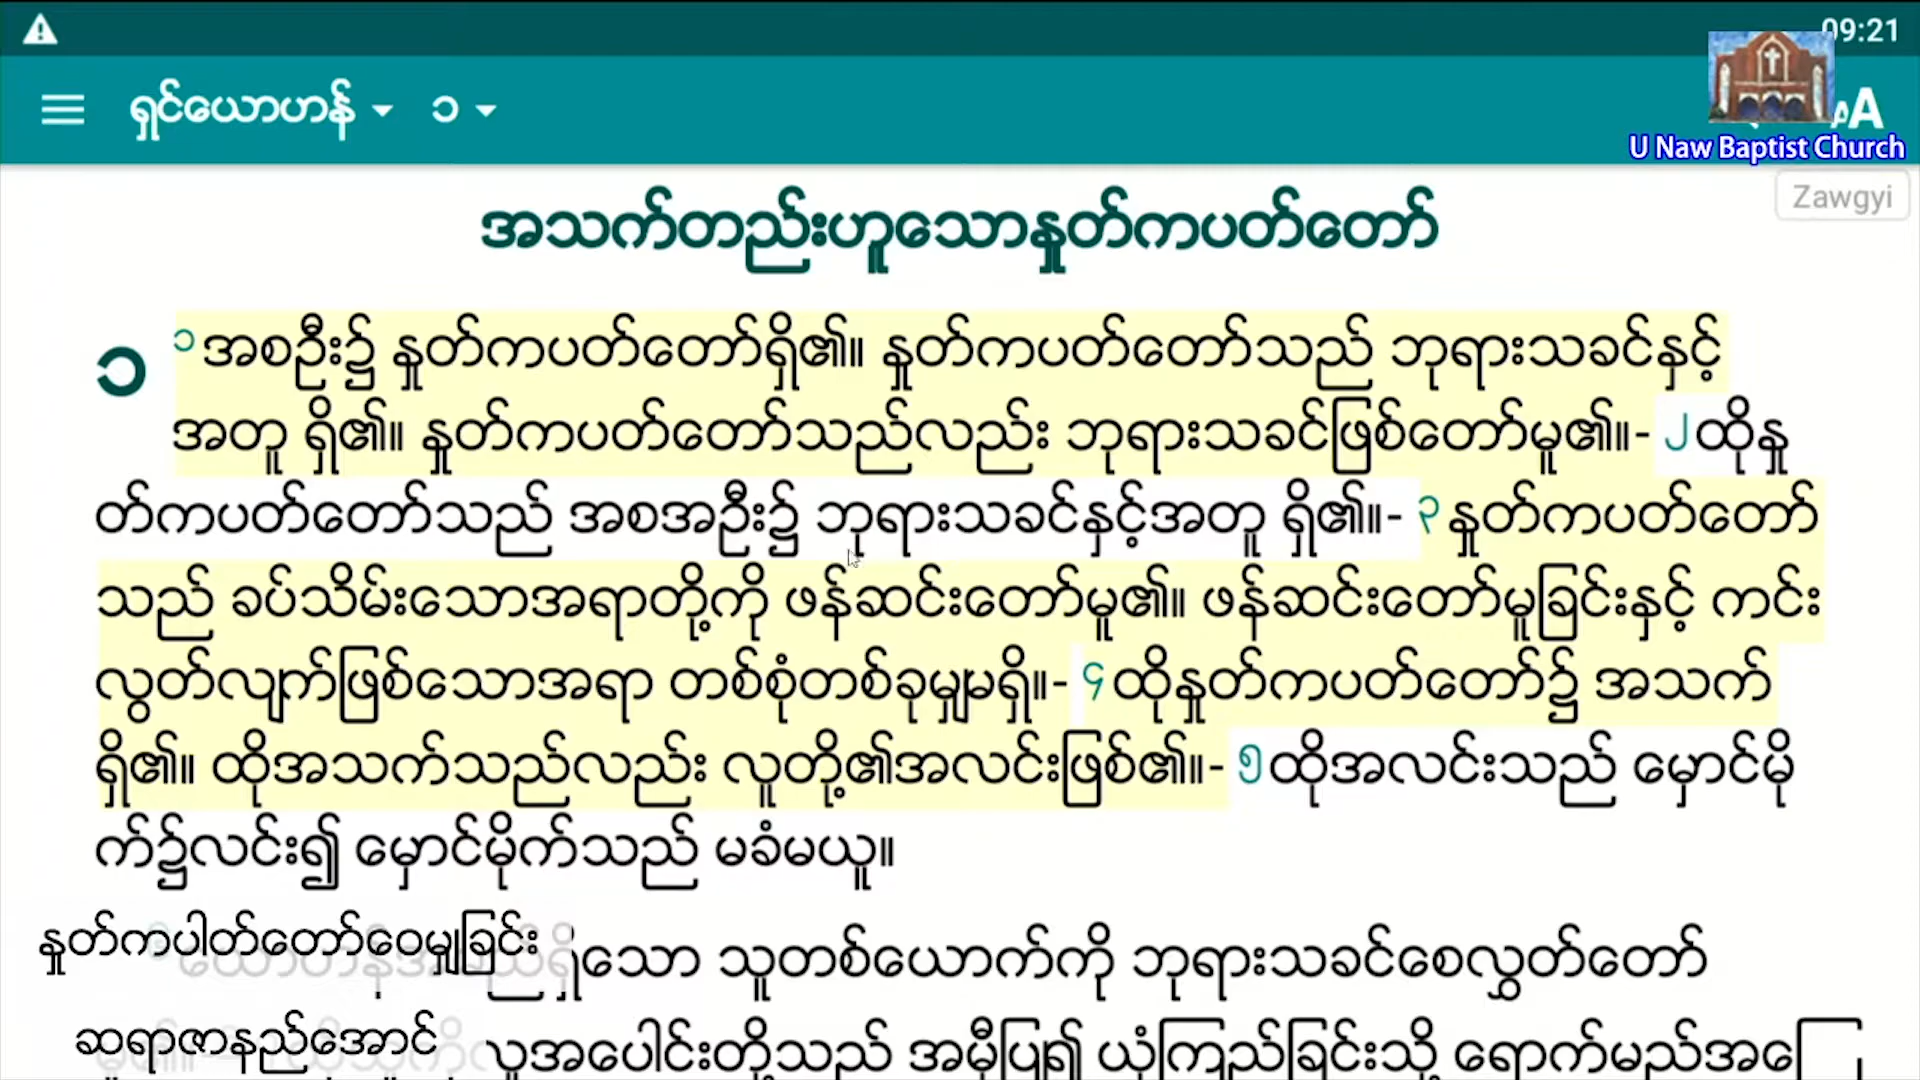 09:21
ရှင်ယောဟန် ၁
A
U Naw Baptist Church
Zawgyi
အသက်တည်းဟူသောနှုတ်ကပတ်တော်
၁ ၁အစဦး၌ နှုတ်ကပတ်တော်ရှိ၏။ နှုတ်ကပတ်တော်သည် ဘုရားသခင်နှင့်
အတူ ရှိ၏။ နှုတ်ကပတ်တော်သည်လည်း ဘုရားသခင်ဖြစ်တော်မူ၏။- ၂ထိုနှု
တ်ကပတ်တော်သည် အစအဦး၌ ဘုရားသခင်နှင့်အတူ ရှိ၏။- ၃နှုတ်ကပတ်တော်
သည် ခပ်သိမ်းသောအရာတို့ကို ဖန်ဆင်းတော်မူ၏။ ဖန်ဆင်းတော်မူခြင်းနှင့် ကင်း
လွတ်လျက်ဖြစ်သောအရာ တစ်စုံတစ်ခုမျှမရှိ။- ၄ထိုနှုတ်ကပတ်တော်၌ အသက်
ရှိ၏။ ထိုအသက်သည်လည်း လူတို့၏အလင်းဖြစ်၏။- ၅ထိုအလင်းသည် မှောင်မို
က်၌လင်း၍ မှောင်မိုက်သည် မခံမယူ။
နှုတ်ကပါတ်တော်ဝေမျှခြင်း
ရှိသော သူတစ်ယောက်ကို ဘုရားသခင်စေလွှတ်တော်
ဆရာဇာနည်အောင်
လူအပေါင်းတို့သည် အမှီပြု၍ ယုံကြည်ခြင်းသို့ ရောက်မည်အကြေ